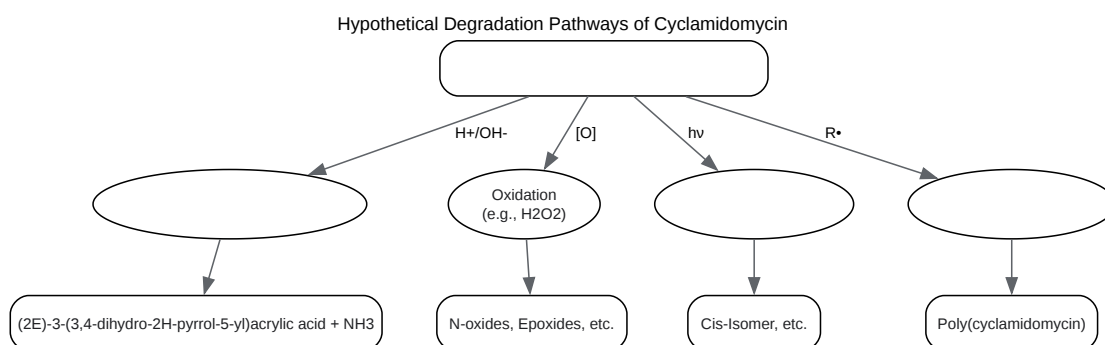 Hypothetical Degradation Pathways of Cyclamidomycin
H+/OH-
[O]
hν
R•
Oxidation
(e.g., H2O2)
(2E)-3-(3,4-dihydro-2H-pyrrol-5-yl)acrylic acid + NH3
N-oxides, Epoxides, etc.
Cis-Isomer, etc.
Poly(cyclamidomycin)